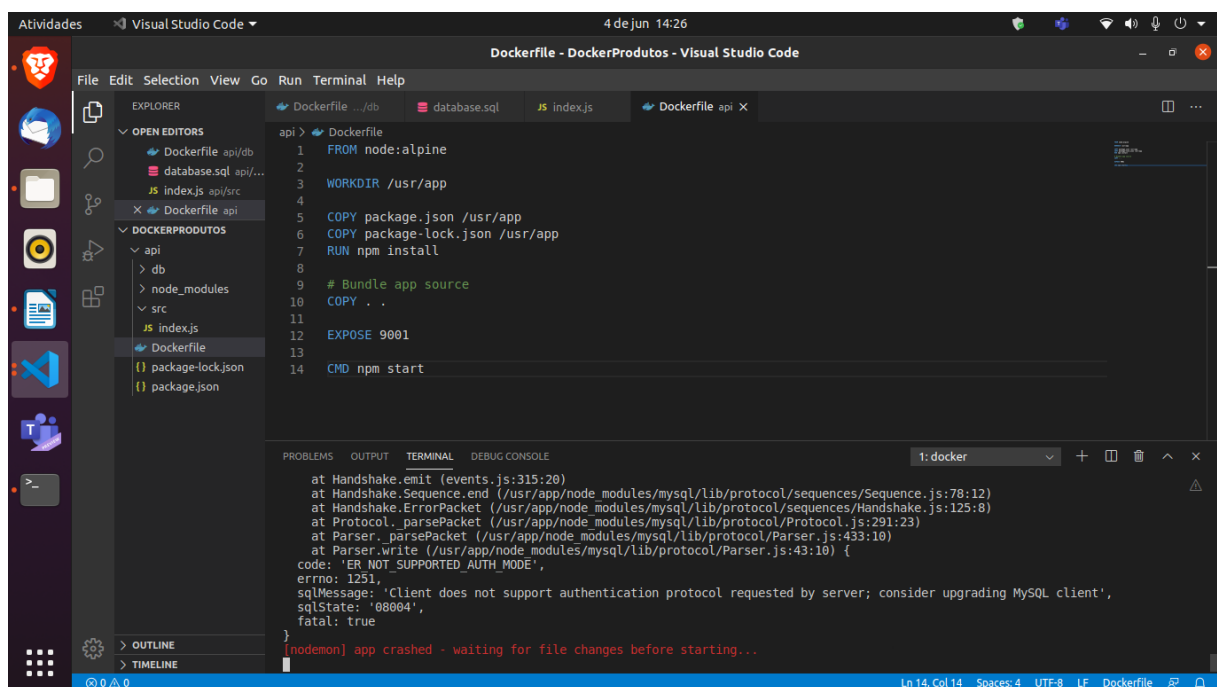 Atividades Visual Studio Code 4 de jun 14:26
Dockerfile - DockerProdutos - Visual Studio Code
File Edit Selection View Go Run Terminal Help
EXPLORER
OPEN EDITORS
Dockerfile api/db
database.sql api/...
JS index.js api/src
Dockerfile api
DOCKERPRODUTOS
api
db
node_modules
src
JS index.js
Dockerfile
{} package-lock.json
{} package.json
OUTLINE
TIMELINE
Dockerfile .../db database.sql JS index.js Dockerfile api
api > Dockerfile
1 FROM node:alpine
2
3 WORKDIR /usr/app
4
5 COPY package.json /usr/app
6 COPY package-lock.json /usr/app
7 RUN npm install
8
9 # Bundle app source
10 COPY . .
11
12 EXPOSE 9001
13
14 CMD npm start
PROBLEMS OUTPUT TERMINAL DEBUG CONSOLE 1: docker
at Handshake.emit (events.js:315:20)
at Handshake.Sequence.end (/usr/app/node_modules/mysql/lib/protocol/sequences/Sequence.js:78:12)
at Handshake.ErrorPacket (/usr/app/node_modules/mysql/lib/protocol/sequences/Handshake.js:125:8)
at Protocol._parsePacket (/usr/app/node_modules/mysql/lib/protocol/Protocol.js:291:23)
at Parser._parsePacket (/usr/app/node_modules/mysql/lib/protocol/Parser.js:433:10)
at Parser.write (/usr/app/node_modules/mysql/lib/protocol/Parser.js:43:10) {
code: 'ER_NOT_SUPPORTED_AUTH_MODE',
errno: 1251,
sqlMessage: 'Client does not support authentication protocol requested by server; consider upgrading MySQL client',
sqlState: '08004',
fatal: true
}
[nodemon] app crashed - waiting for file changes before starting...
0 0 Ln 14, Col 14 Spaces: 4 UTF-8 LF Dockerfile